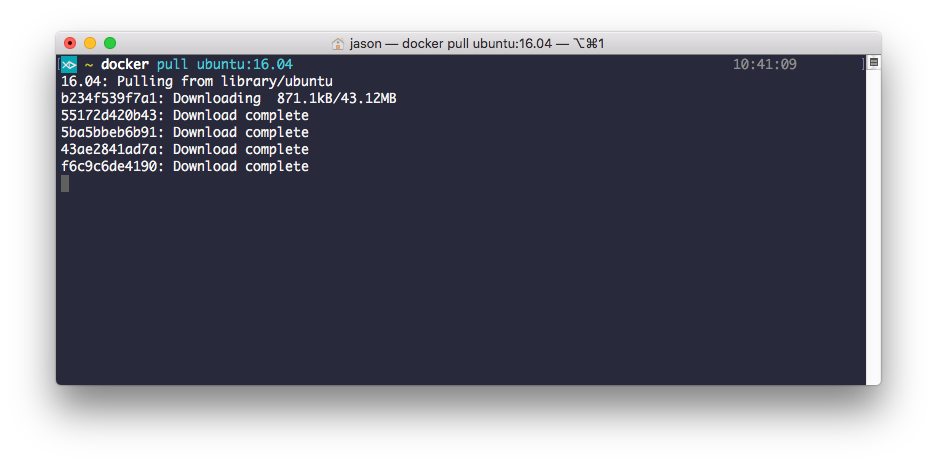 jason — docker pull ubuntu:16.04 — ⌥⌘1
~ docker pull ubuntu:16.04 10:41:09
16.04: Pulling from library/ubuntu
b234f539f7a1: Downloading  871.1kB/43.12MB
55172d420b43: Download complete
5ba5bbeb6b91: Download complete
43ae2841ad7a: Download complete
f6c9c6de4190: Download complete